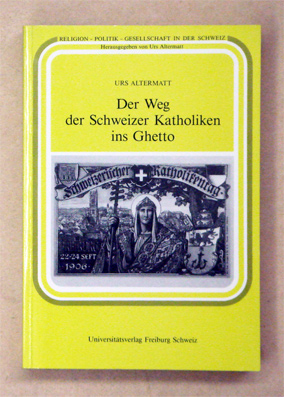 RELIGION – POLITIK – GESELLSCHAFT IN DER SCHWEIZ
Herausgegeben von Urs Altermatt
URS ALTERMATT
Der Weg
der Schweizer Katholiken
ins Ghetto
Schweizerischer Katholikentag
22-24 SEPT
1906
Universitätsverlag Freiburg Schweiz